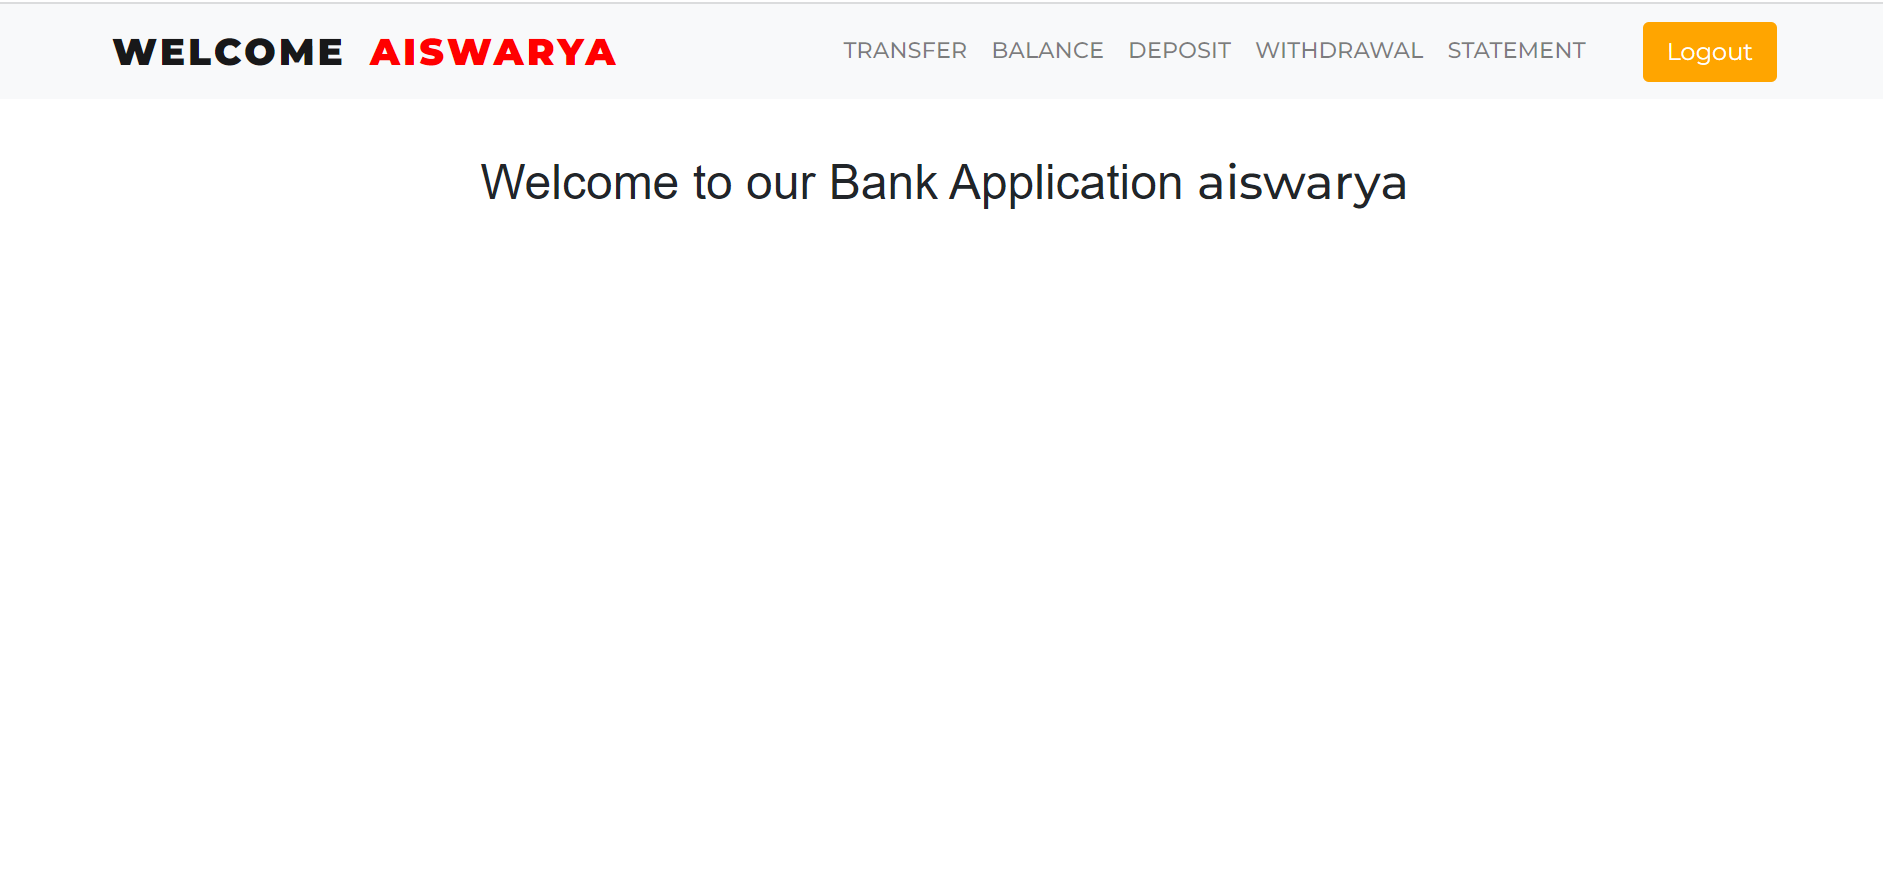 WELCOME AISWARYA TRANSFER BALANCE DEPOSIT WITHDRAWAL STATEMENT Logout
Welcome to our Bank Application aiswarya